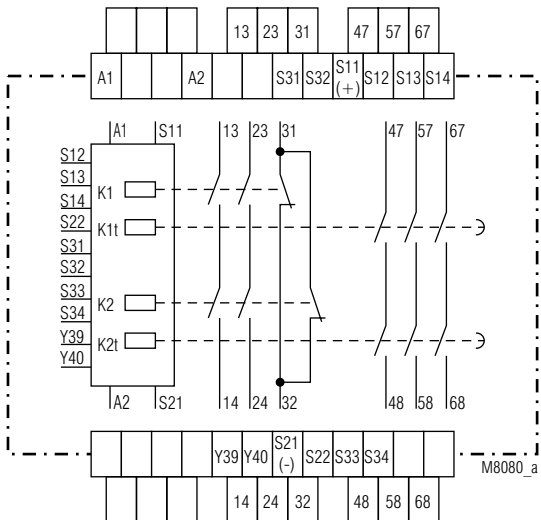 13 23 31 47 57 67
A1 A2 S31 S32 S11 (+) S12 S13 S14
A1 S11 13 23 31 47 57 67
S12
S13
K1
S14
S22
K1t
S31
S32
S33
K2
S34
Y39
K2t
Y40
A2 S21 14 24 32 48 58 68
Y39 Y40 S21 (-) S22 S33 S34
M8080_a
14 24 32 48 58 68